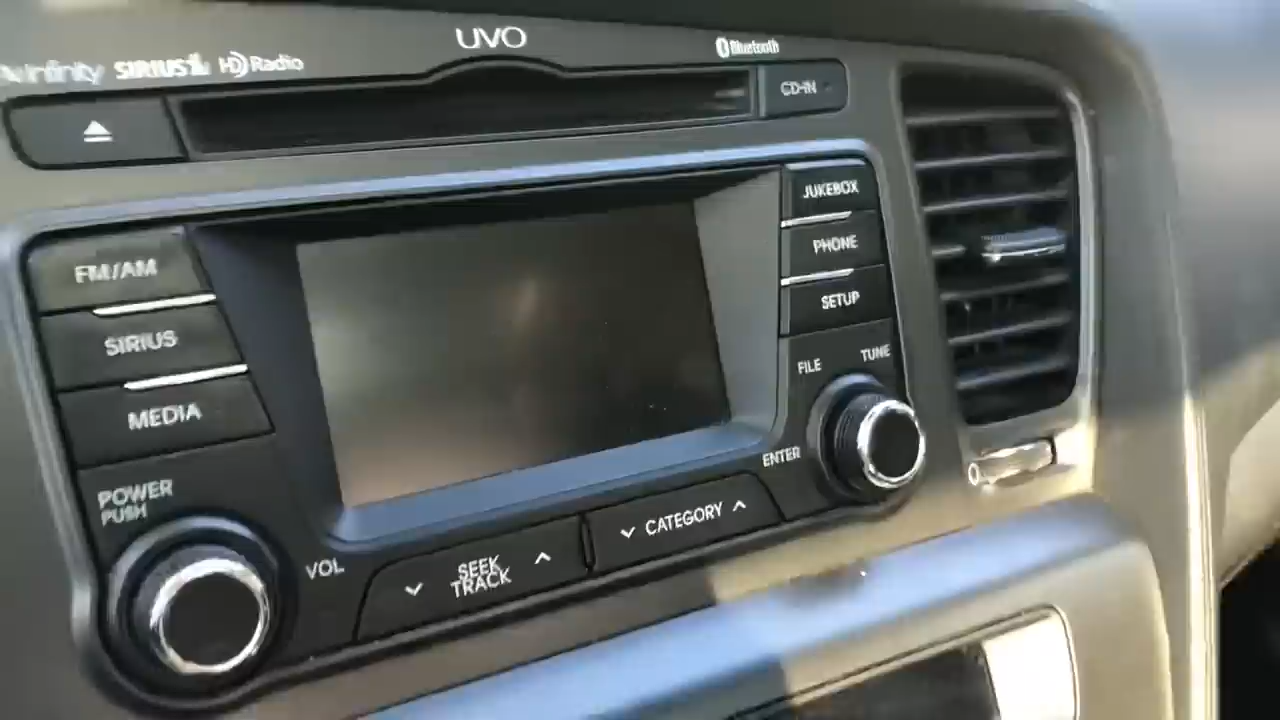 UVO
Bluetooth
Infinity SIRIUS HD Radio
CD-IN
JUKEBOX
FM/AM
PHONE
SIRIUS
SETUP
MEDIA
FILE
TUNE
POWER
PUSH
ENTER
VOL
SEEK
TRACK
CATEGORY